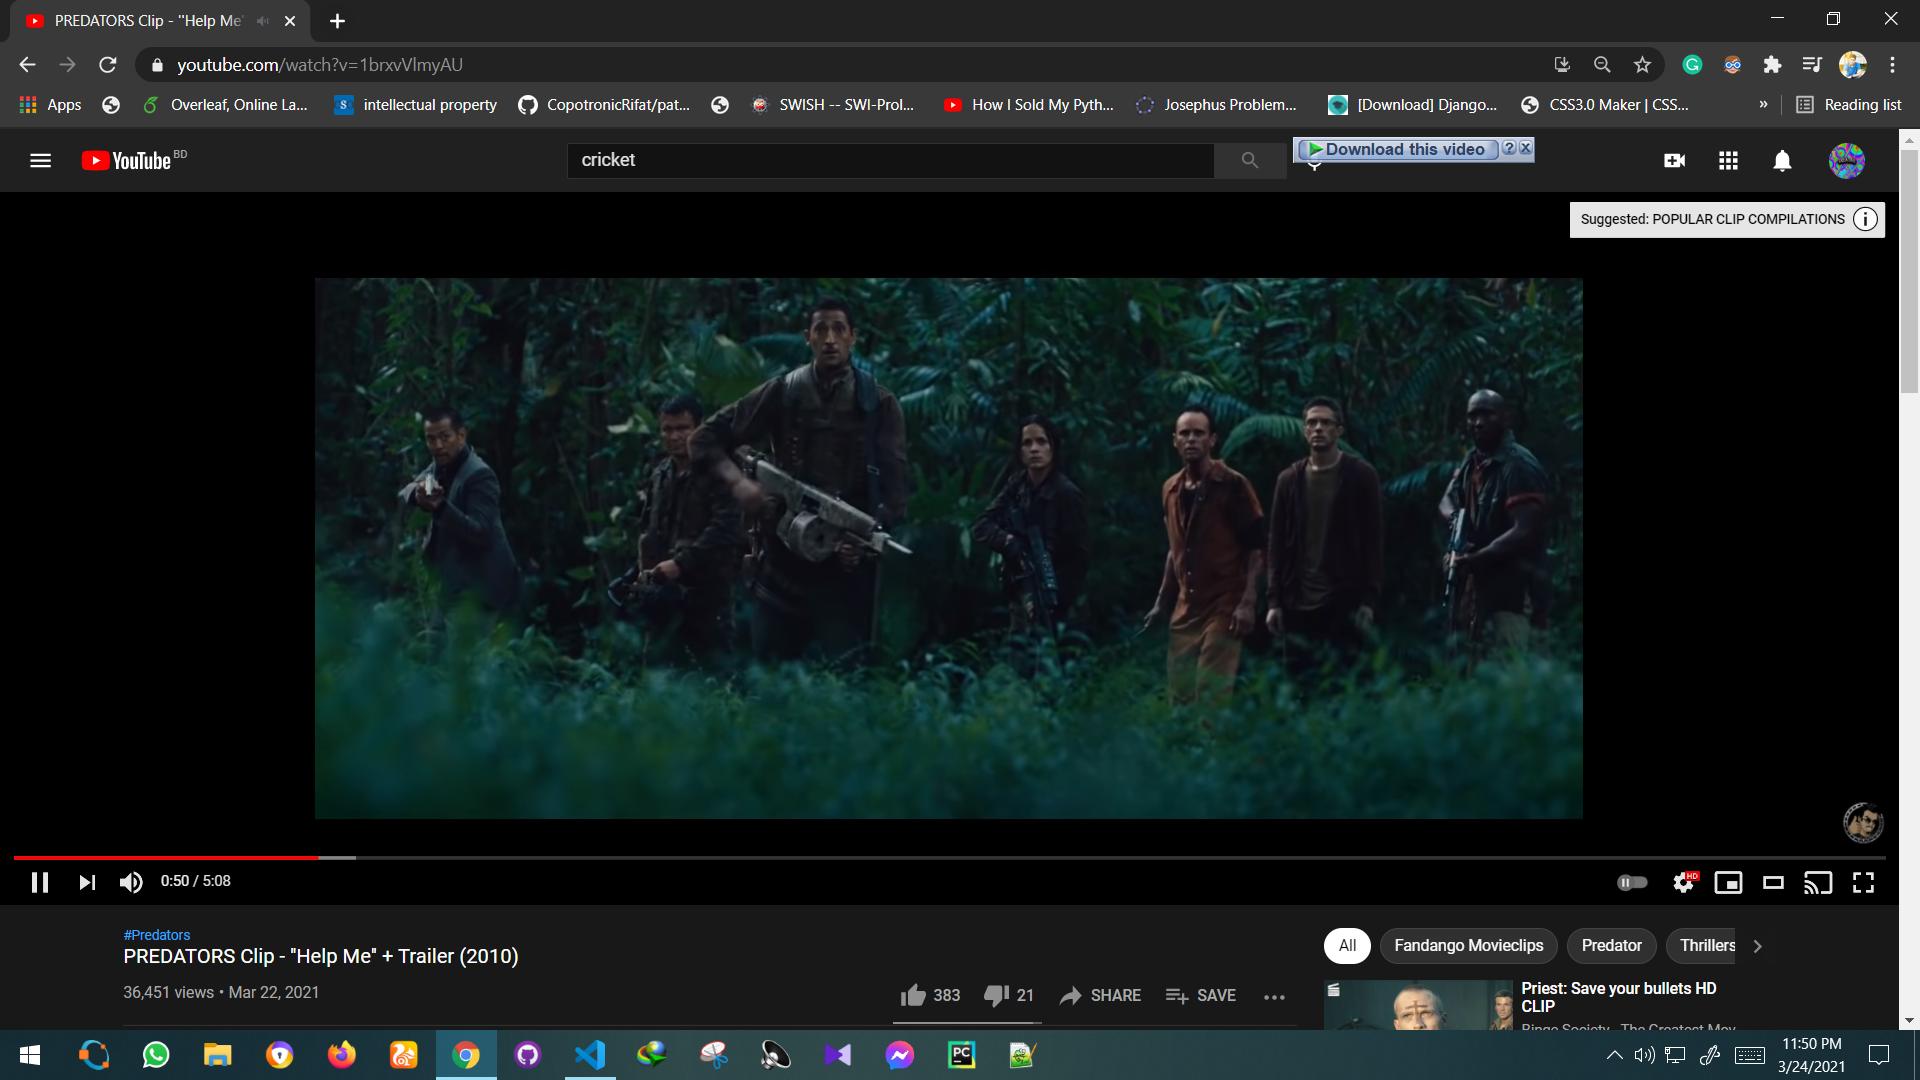 PREDATORS Clip - "Help Me"
youtube.com/watch?v=1brxvVlmyAU
Apps
Overleaf, Online La...
intellectual property
CopotronicRifat/pat...
SWISH -- SWI-Prol...
How I Sold My Pyth...
Josephus Problem...
[Download] Django...
CSS3.0 Maker | CSS...
»
Reading list
YouTube BD
cricket
Download this video
Suggested: POPULAR CLIP COMPILATIONS
0:50 / 5:08
HD
#Predators
PREDATORS Clip - "Help Me" + Trailer (2010)
36,451 views • Mar 22, 2021
383
21
SHARE
SAVE
All
Fandango Movieclips
Predator
Thrillers
Priest: Save your bullets HD
CLIP
Binge Society - The Greatest Mov
11:50 PM
3/24/2021